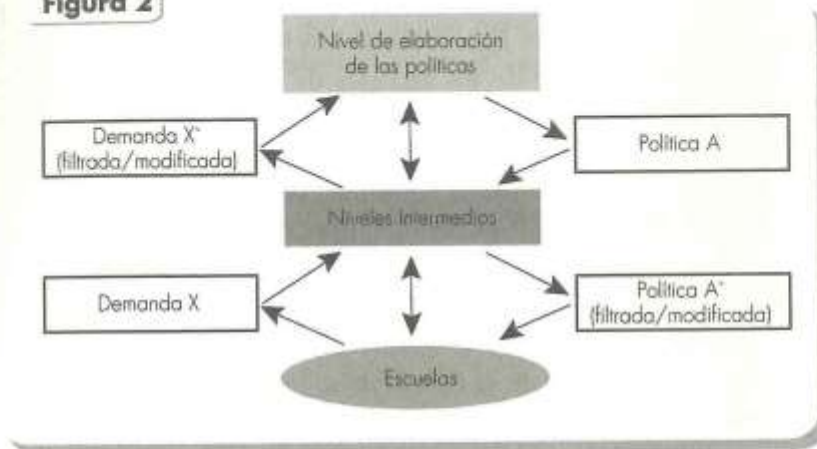 Figura 2
Nivel de elaboración
de las políticas
Demanda X`
(filtrada/modificada)
Política A
Niveles Intermedios
Demanda X
Política A`
(filtrada/modificada)
Escuelas